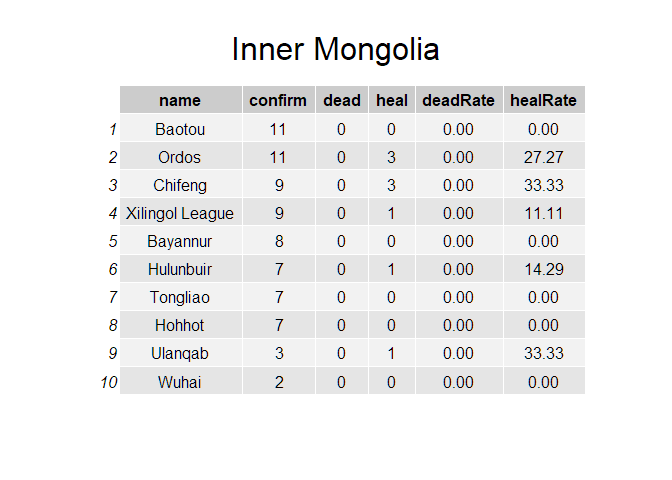 Inner Mongolia
name confirm dead heal deadRate healRate
1 Baotou 11 0 0 0.00 0.00
2 Ordos 11 0 3 0.00 27.27
3 Chifeng 9 0 3 0.00 33.33
4 Xilingol League 9 0 1 0.00 11.11
5 Bayannur 8 0 0 0.00 0.00
6 Hulunbuir 7 0 1 0.00 14.29
7 Tongliao 7 0 0 0.00 0.00
8 Hohhot 7 0 0 0.00 0.00
9 Ulanqab 3 0 1 0.00 33.33
10 Wuhai 2 0 0 0.00 0.00